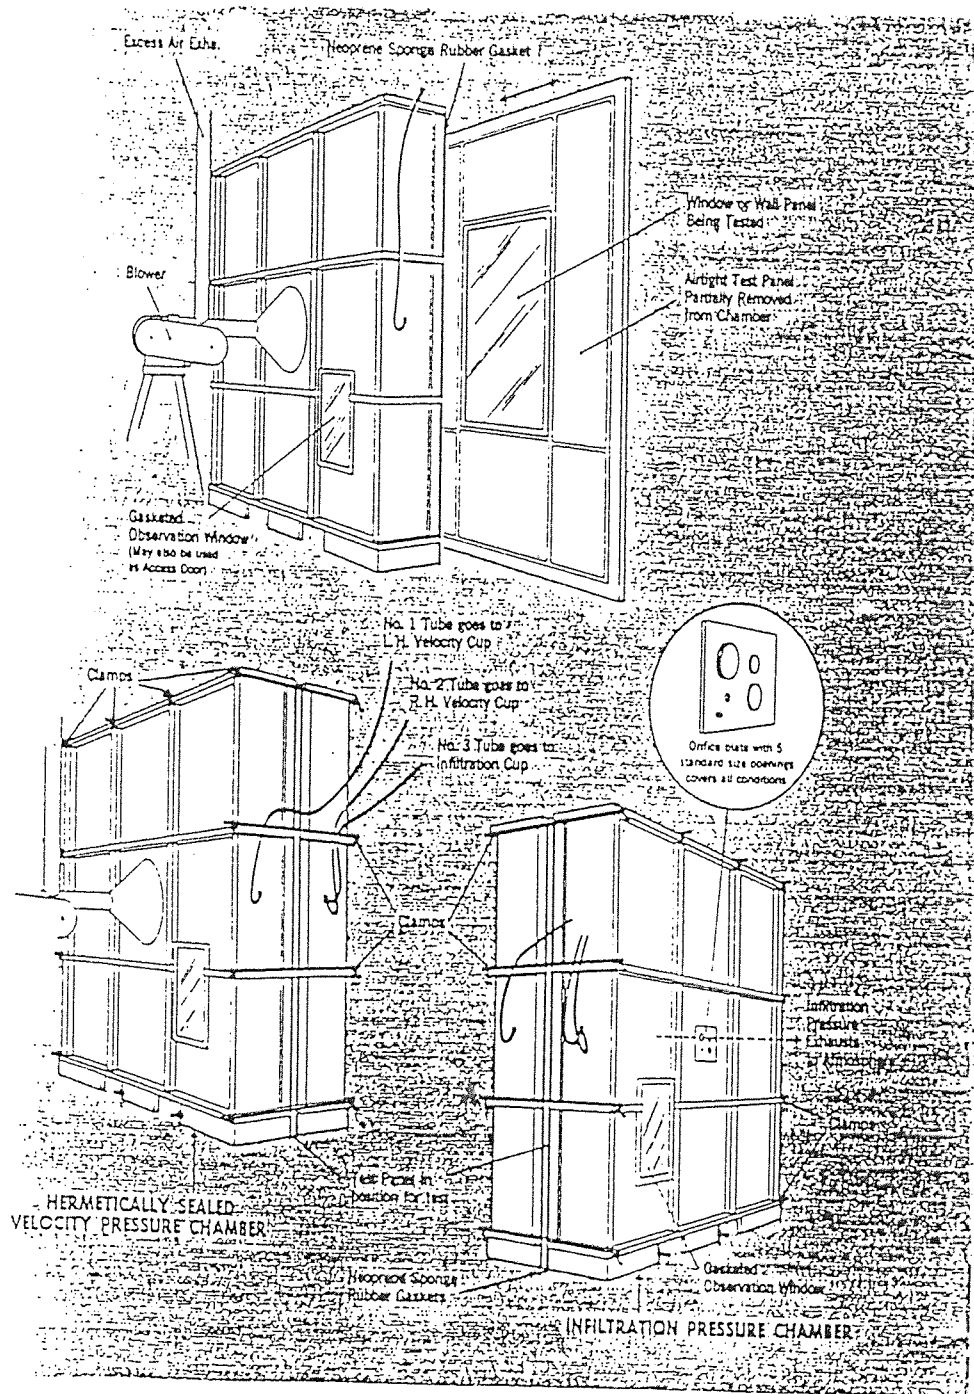 Excess Air Exha.
Neoprene Sponge Rubber Gasket
Window or Wall Panel
Being Tested
Blower
Airtight Test Panel
Partially Removed
from Chamber
Gasketed
Observation Window
(May also be used
as Access Door)
No. 1 Tube goes to
L.H. Velocity Cup
Clamps
No. 2 Tube goes to
R.H. Velocity Cup
No. 3 Tube goes to
Infiltration Cup
Orifice plate with 5
standard size openings
covers all conditions
Clamps
Infiltration
Pressure
Exhausts
to Atmosphere
Clamps
Test Panel in
position for test
HERMETICALLY SEALED
VELOCITY PRESSURE CHAMBER
Neoprene Sponge
Rubber Gaskets
Gasketed
Observation Window
INFILTRATION PRESSURE CHAMBER